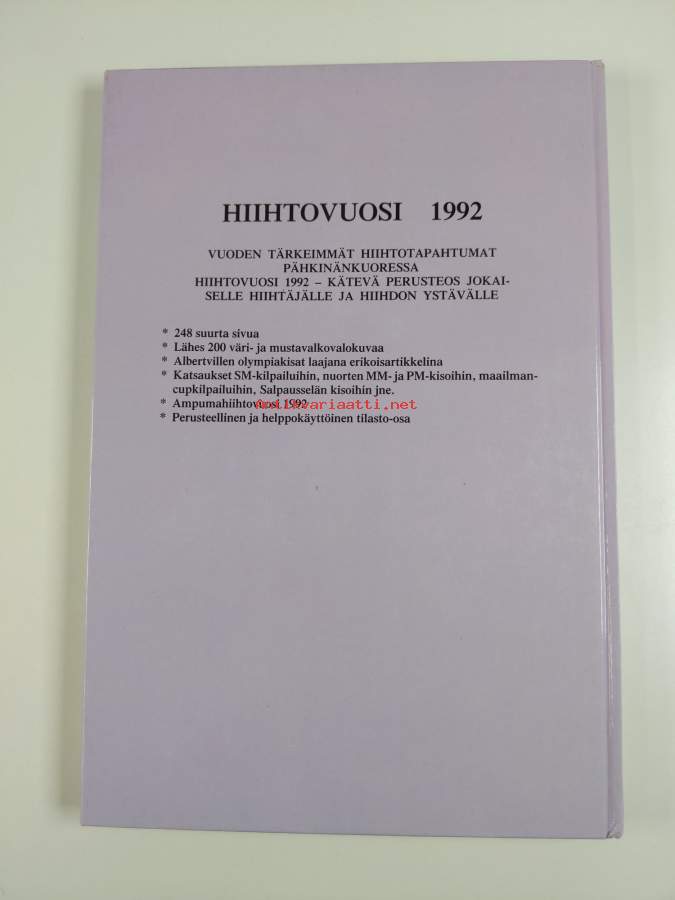 HIIHTOVUOSI 1992
VUODEN TÄRKEIMMÄT HIIHTOTAPAHTUMAT
PÄHKINÄNKUORESSA
HIIHTOVUOSI 1992 – KÄTEVÄ PERUSTEOS JOKAI-
SELLE HIIHTÄJÄLLE JA HIIHDON YSTÄVÄLLE
* 248 suurta sivua
* Lähes 200 väri- ja mustavalkovalokuvaa
* Albertvillen olympiakisat laajana erikoisartikkelina
* Katsaukset SM-kilpailuihin, nuorten MM- ja PM-kisoihin, maailman-
cupkilpailuihin, Salpausselän kisoihin jne.
* Ampumahiihtovuosi 1992
Antikvariaatti.net
* Perusteellinen ja helppokäyttöinen tilasto-osa